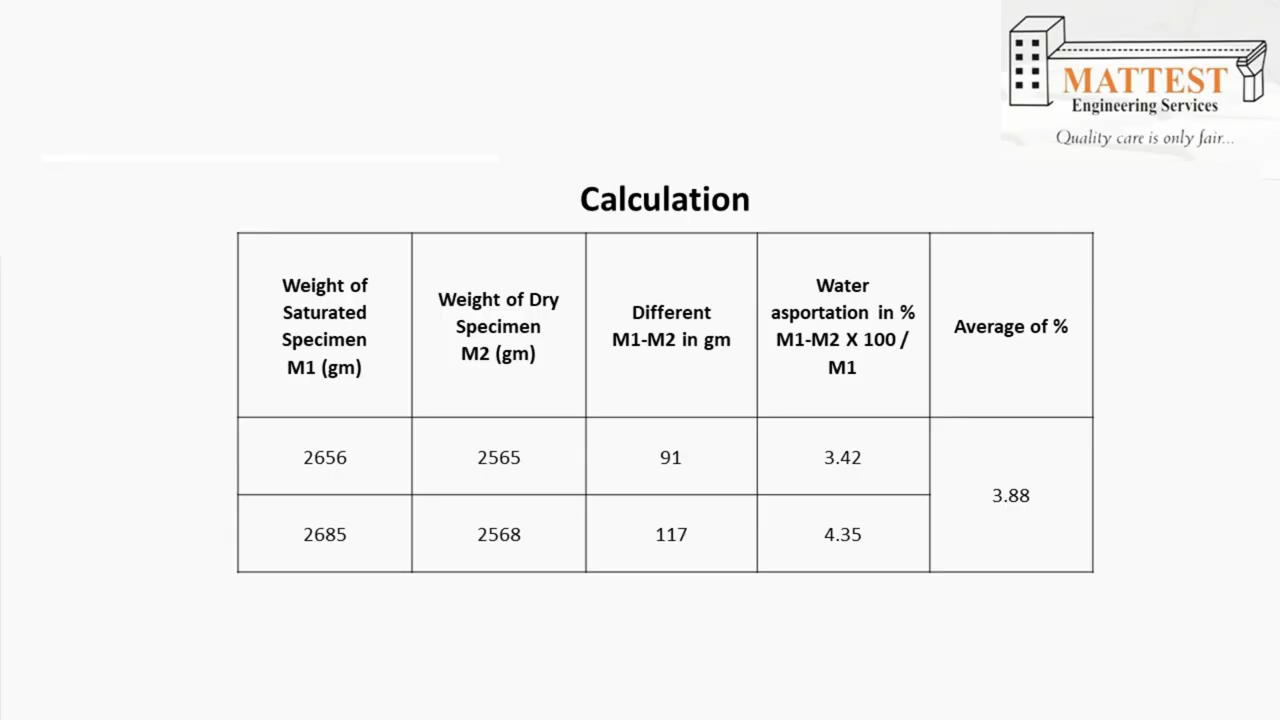 MATTEST
Engineering Services
Quality care is only fair...
Calculation
Weight of
Saturated
Specimen
M1 (gm)
Weight of Dry
Specimen
M2 (gm)
Different
M1-M2 in gm
Water
asportation in %
M1-M2 X 100 /
M1
Average of %
2656
2565
91
3.42
3.88
2685
2568
117
4.35